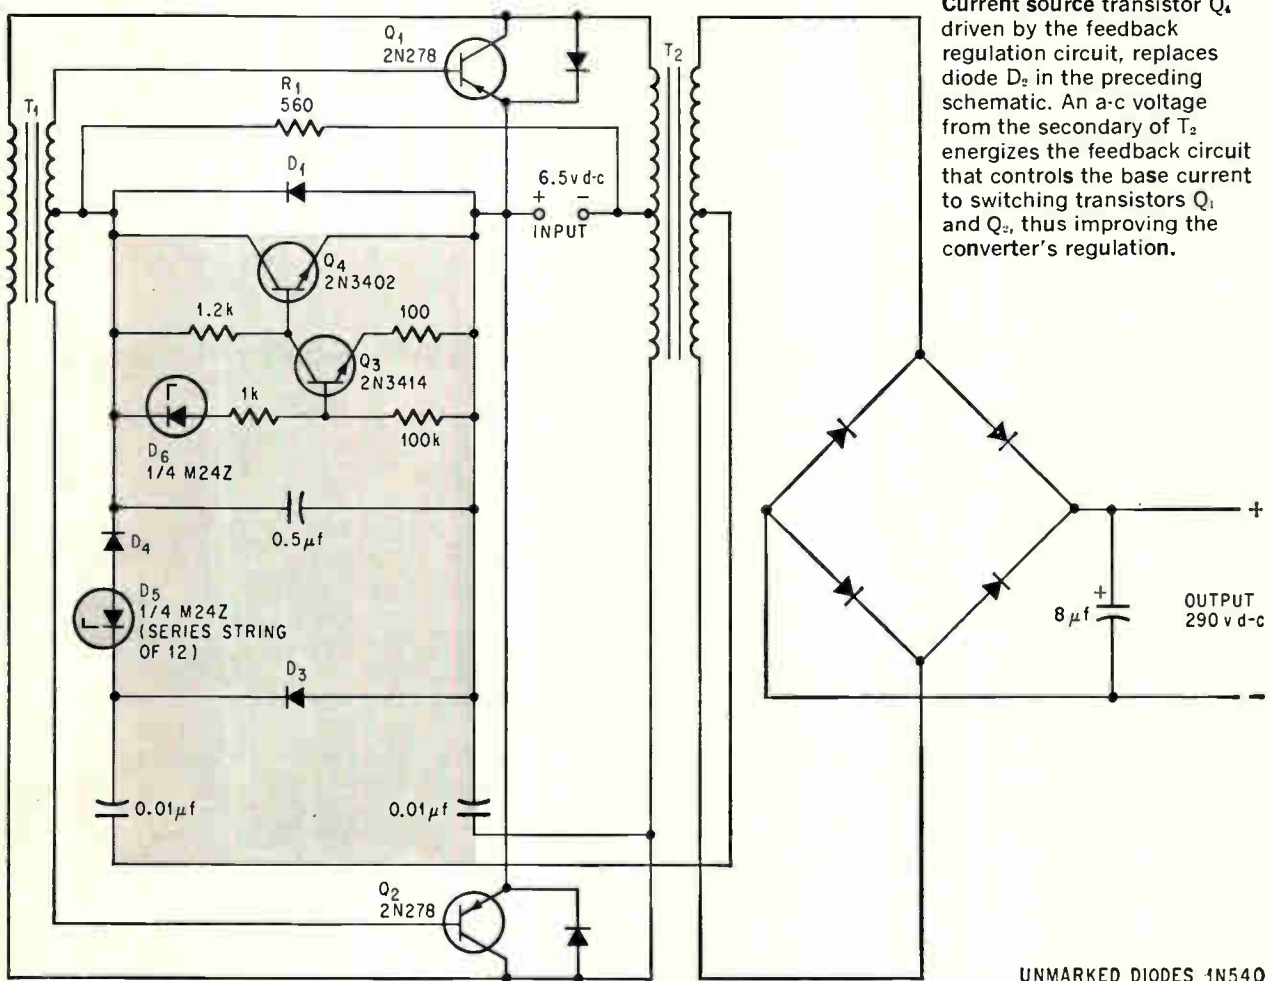 Current source transistor Q₄
driven by the feedback
regulation circuit, replaces
diode D₂ in the preceding
schematic. An a-c voltage
from the secondary of T₂
energizes the feedback circuit
that controls the base current
to switching transistors Q₁
and Q₂, thus improving the
converter's regulation.
Q₁
2N278
T₂
T₁
R₁
560
D₁
6.5v d-c
+ −
INPUT
Q₄
2N3402
1.2k
100
Q₃
2N3414
1k
100k
D₆
1/4 M24Z
0.5μf
D₄
D₅
1/4 M24Z
(SERIES STRING
OF 12)
D₃
0.01μf
0.01μf
Q₂
2N278
+
+
8μf
OUTPUT
290 v d-c
−
UNMARKED DIODES 1N540